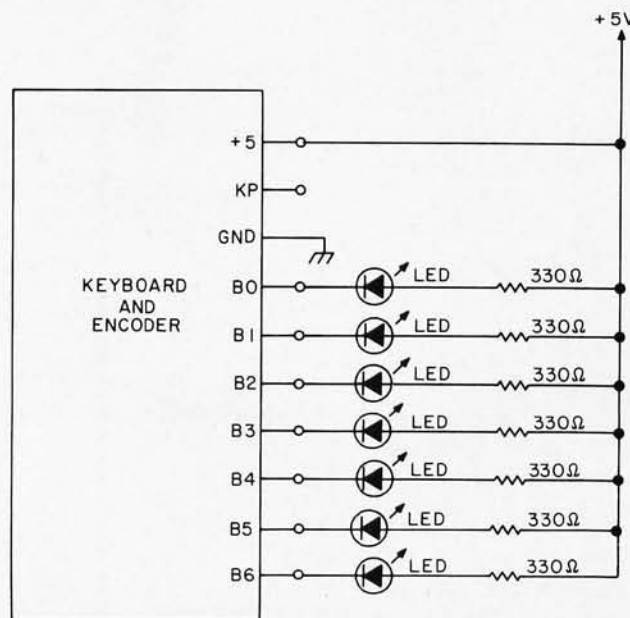 +5V
+5
KP
GND
KEYBOARD
AND
ENCODER
B0 LED 330Ω
B1 LED 330Ω
B2 LED 330Ω
B3 LED 330Ω
B4 LED 330Ω
B5 LED 330Ω
B6 LED 330Ω